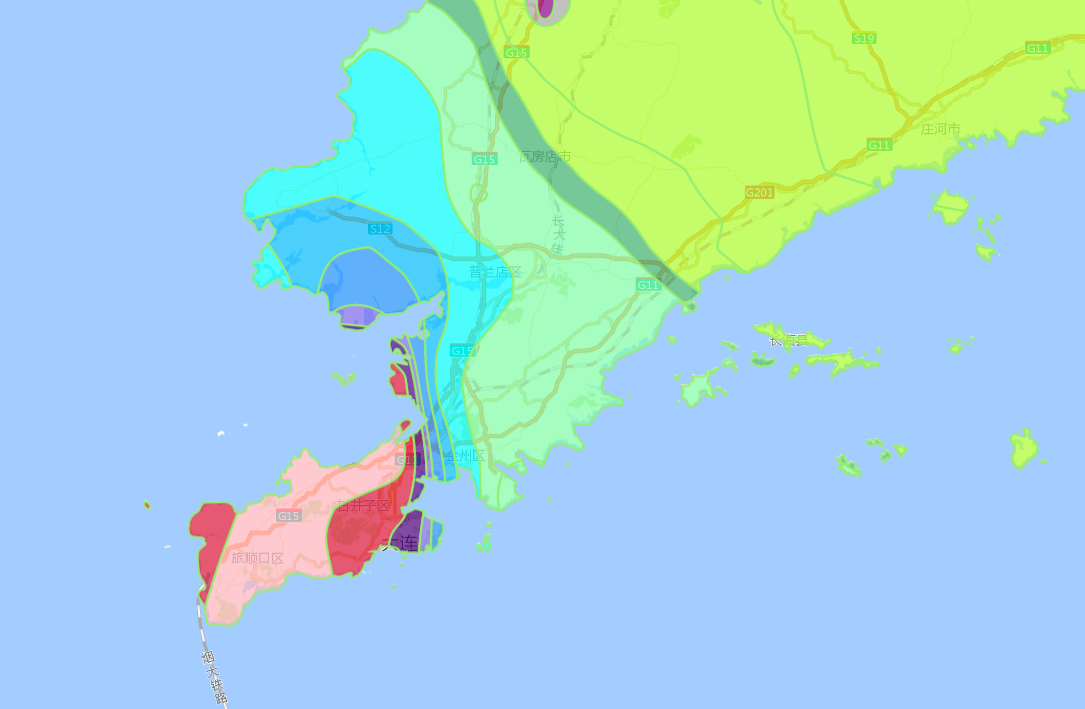 G15
S19
G11
庄河市
G11
瓦房店市
G15
G201
长大线
S12
普兰店区
G11
长海县
G15
金州区
甘井子区
G15
大连
旅顺口区
烟大铁路